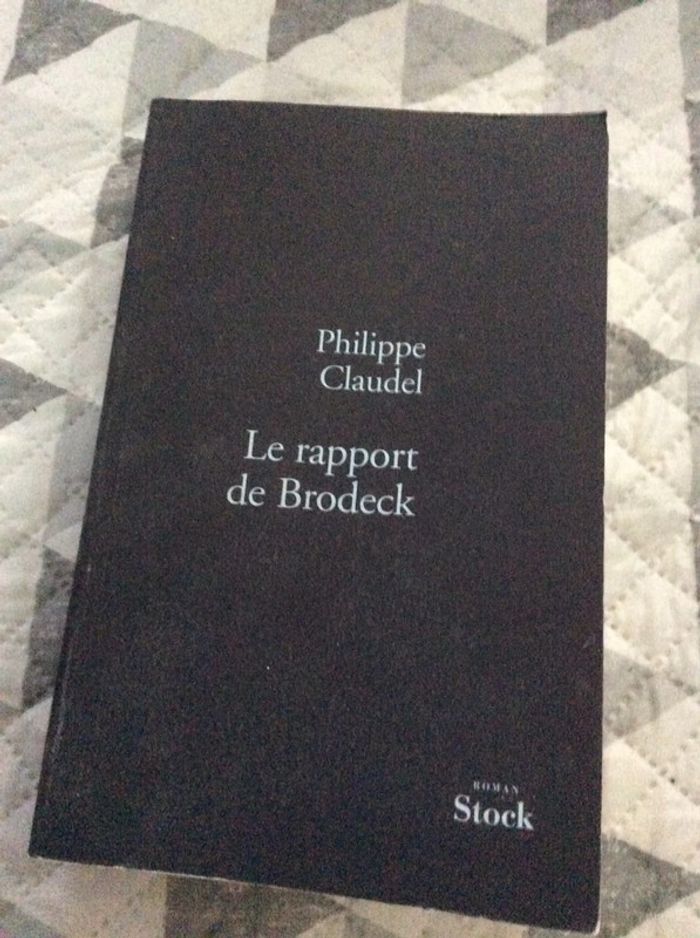 Philippe
Claudel
Le rapport
de Brodeck
ROMAN
Stock